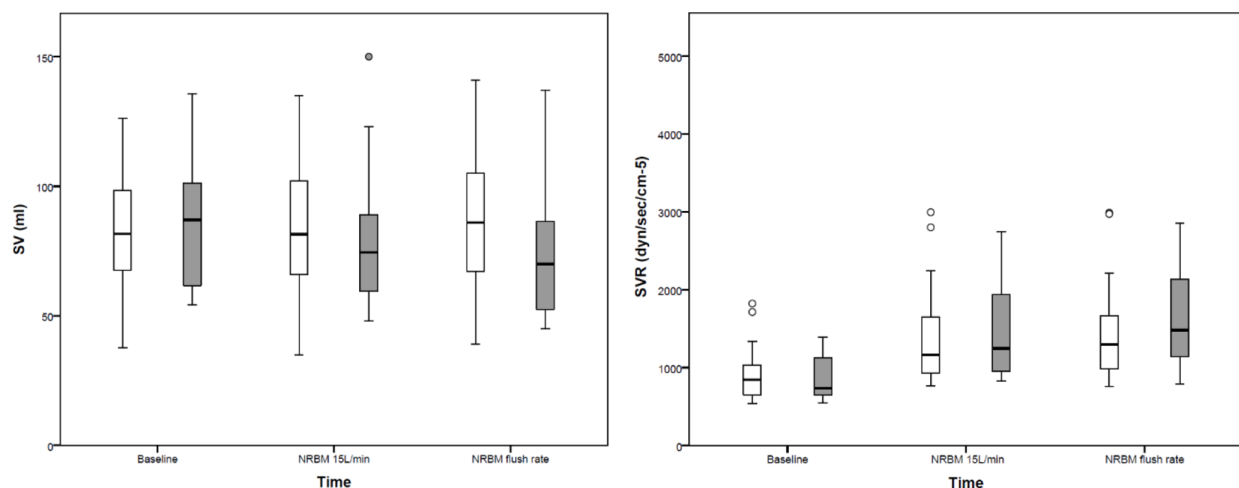 SV (ml)
150
100
50
0
Baseline
NRBM 15L/min
NRBM flush rate
Time
SVR (dyn/sec/cm-5)
5000
4000
3000
2000
1000
0
Baseline
NRBM 15L/min
NRBM flush rate
Time